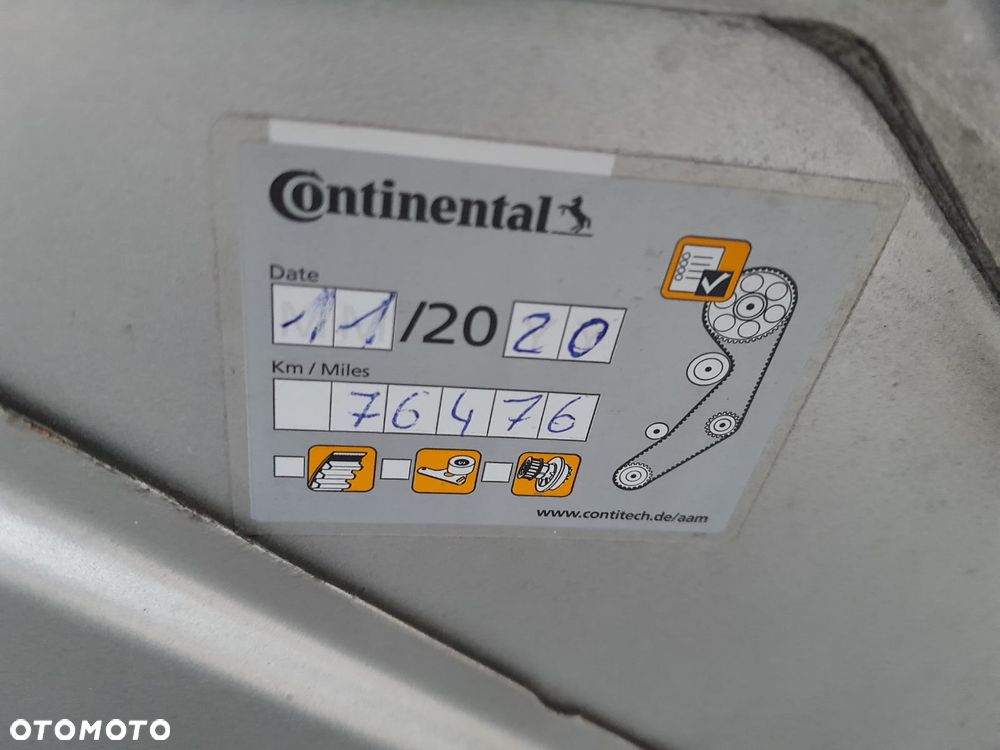 Continental
Date
11/2020
Km / Miles
76476
www.contitech.de/aam
OTOMOTO